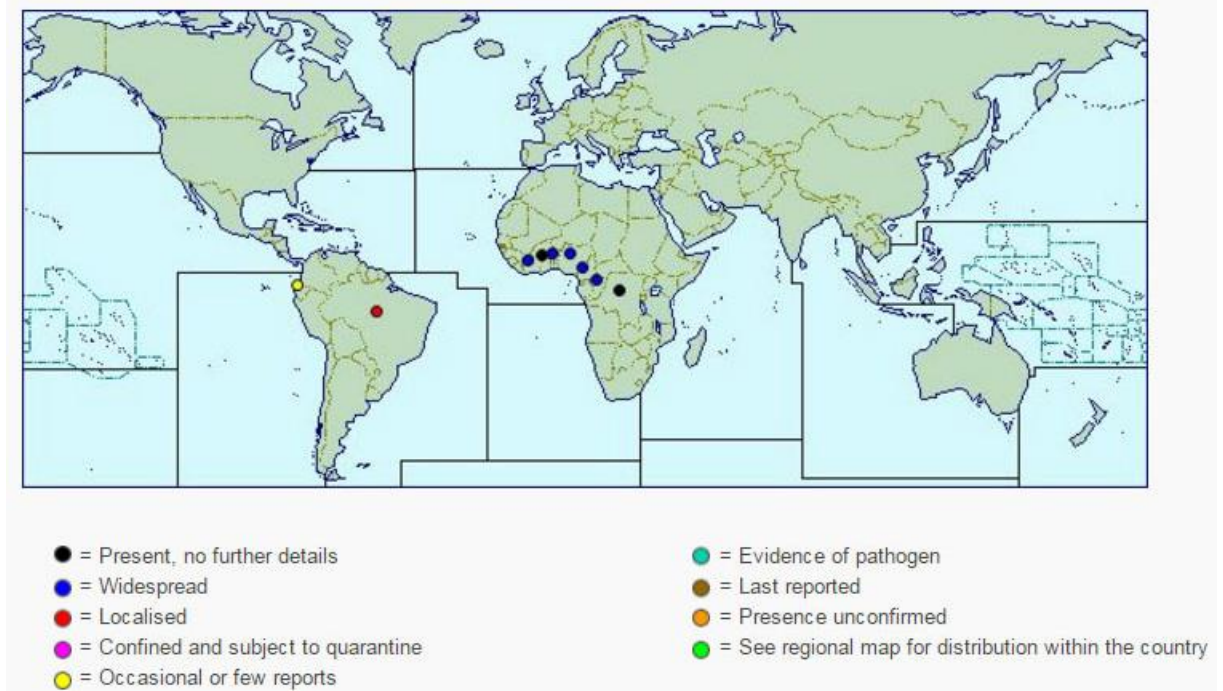 = Present, no further details
= Widespread
= Localised
= Confined and subject to quarantine
= Occasional or few reports
= Evidence of pathogen
= Last reported
= Presence unconfirmed
= See regional map for distribution within the country